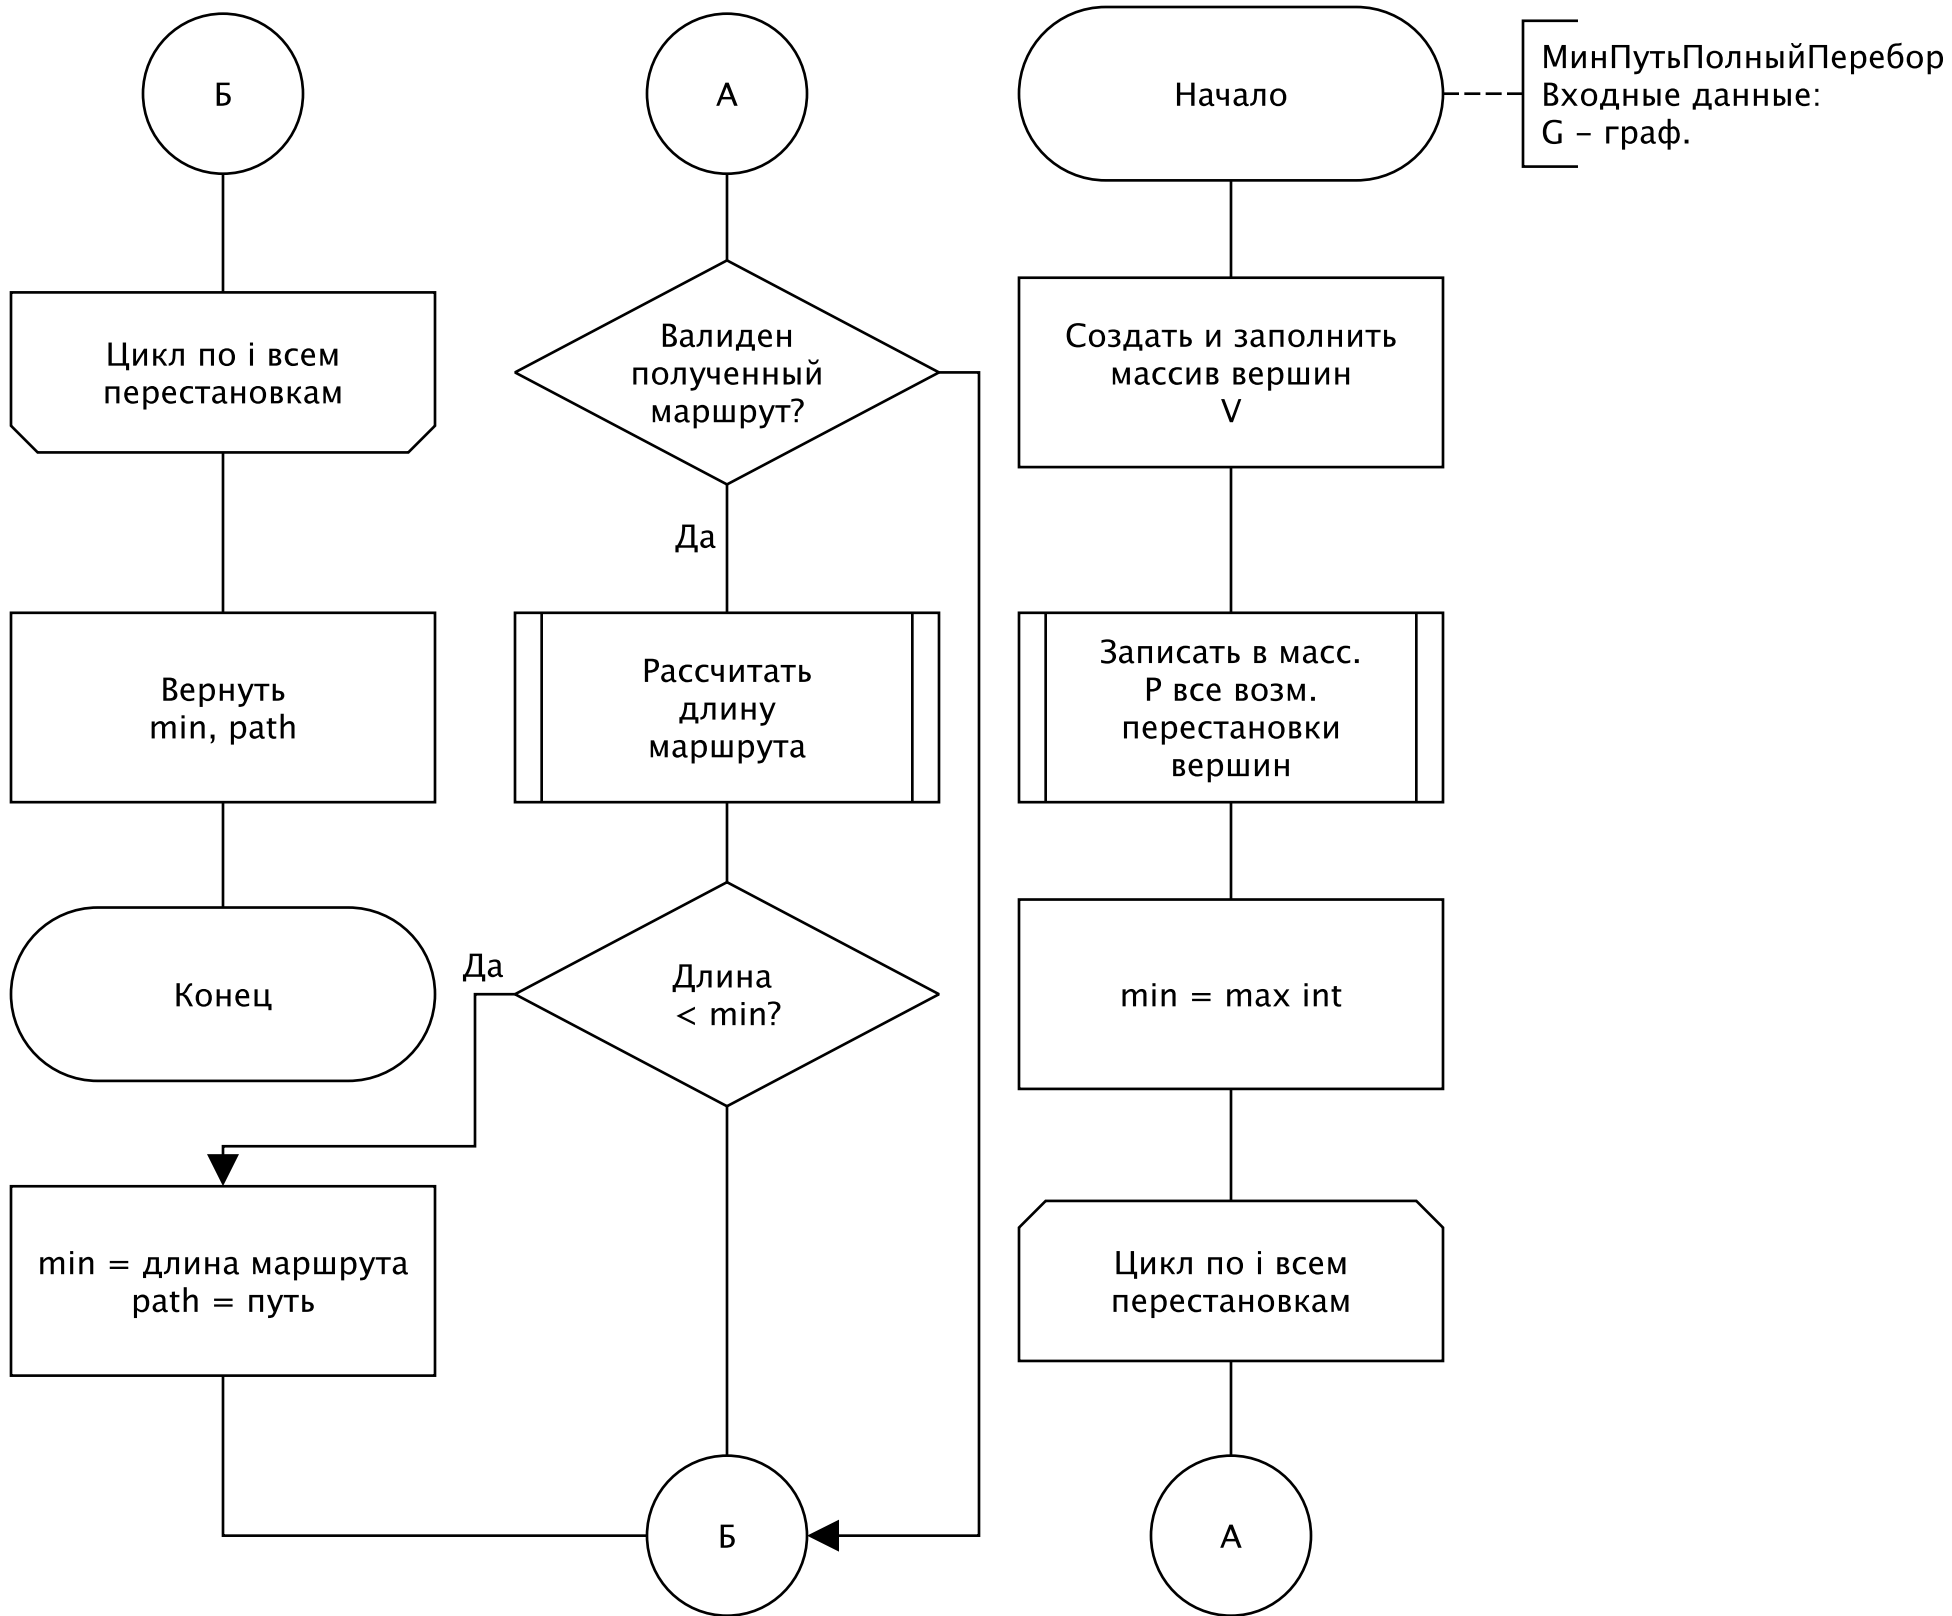 Б
Цикл по i всем
перестановкам
Вернуть
min, path
Конец
min = длина маршрута
path = путь
А
Валиден
полученный
маршрут?
Да
Рассчитать
длину
маршрута
Длина
< min?
Да
Б
Начало
МинПутьПолныйПеребор
Входные данные:
G – граф.
Создать и заполнить
массив вершин
V
Записать в масс.
P все возм.
перестановки
вершин
min = max int
Цикл по i всем
перестановкам
А